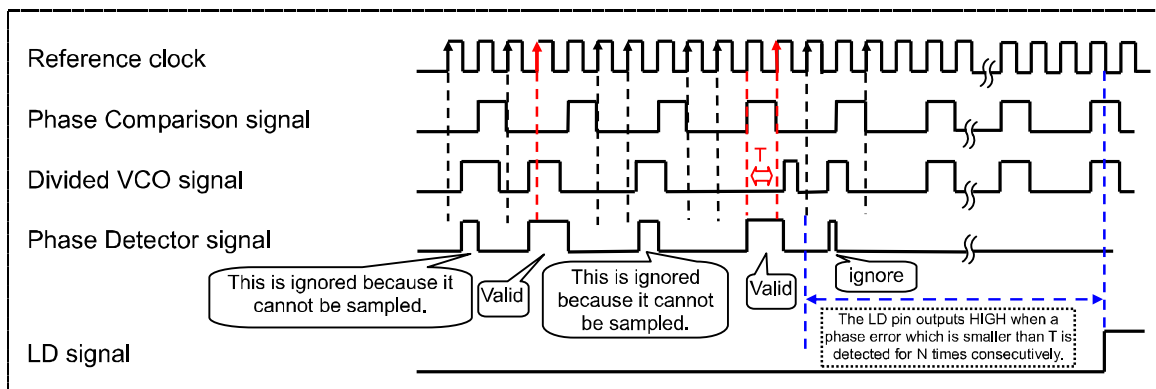 Reference clock
Phase Comparison signal
T
Divided VCO signal
Phase Detector signal
This is ignored because it
cannot be sampled.
Valid
This is ignored
because it cannot
be sampled.
Valid
ignore
The LD pin outputs HIGH when a
phase error which is smaller than T is
detected for N times consecutively.
LD signal